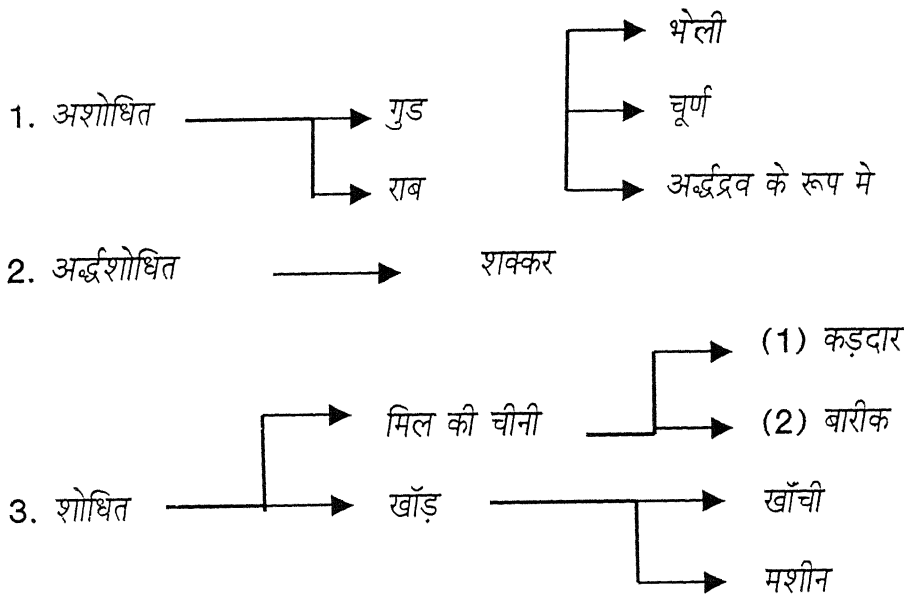 भेली
1. अशोधित गुड चूर्ण
राब अर्द्धद्रव के रूप मे
2. अर्द्धशोधित शक्कर
(1) कड़दार
मिल की चीनी (2) बारीक
3. शोधित खॉड़ खॉंची
मशीन